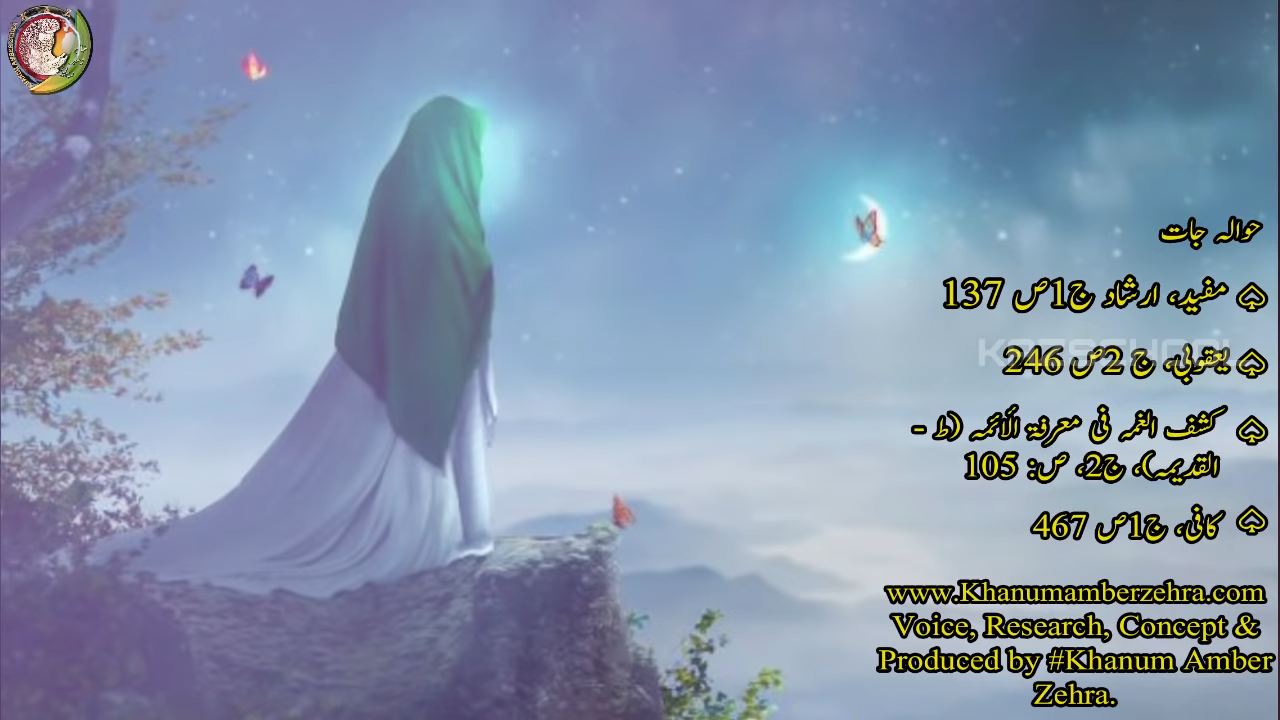 حوالہ جات
♤ مفید، ارشاد ج1ص 137
♤ یعقوبی، ج 2ص 246
♤ کشف الغمہ فی معرفۃ الأئمہ (ط -
القدیمہ)، ج2، ص: 105
♤ کافی، ج1ص 467
www.Khanumamberzehra.com
Voice, Research, Concept &
Produced by #Khanum Amber
Zehra.